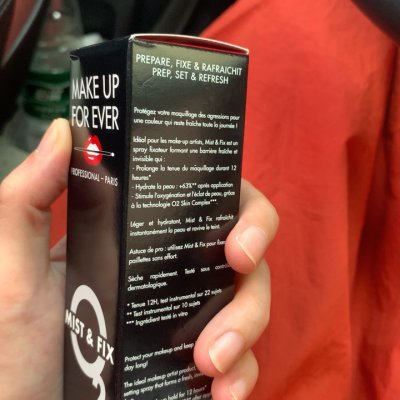 MAKE UP
FOR EVER
PROFESSIONAL – PARIS
MIST & FIX
PREPARE, FIXE & RAFRAICHIT
PREP, SET & REFRESH
Protégez votre maquillage des agressions pour
une couleur qui reste fraîche toute la journée !
Idéal pour les make-up artists, Mist & Fix est un
spray fixateur formant une barrière fraîche et
invisible qui :
- Prolonge la tenue du maquillage durant 12
heures*
- Hydrate la peau : +63%** après application
- Stimule l'oxygénation et l'éclat de peau, grâce
à la technologie O2 Skin Complex***.
Léger et hydratant, Mist & Fix rafraîchit
instantanément la peau et ravive le teint.
Astuce de pro : utilisez Mist & Fix pour fixer
paillettes sans effort.
Sèche rapidement. Testé sous contrôle
dermatologique.
* Tenue 12H, test instrumental sur 22 sujets
** Test instrumental sur 10 sujets
*** Ingrédient testé in vitro
Protect your makeup and keep
day long!
The ideal makeup artist product,
setting spray that forms a fresh,
makeup bold for 12 hours*